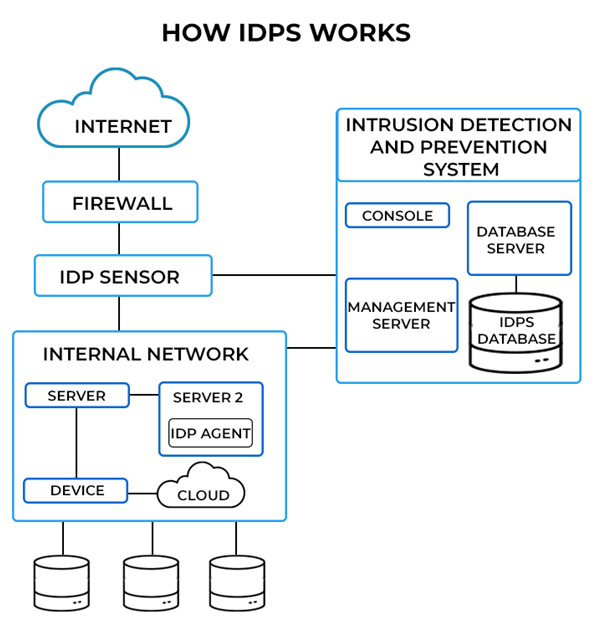 HOW IDPS WORKS
INTERNET
FIREWALL
IDP SENSOR
INTERNAL NETWORK
SERVER
SERVER 2
IDP AGENT
DEVICE
CLOUD
INTRUSION DETECTION
AND PREVENTION
SYSTEM
CONSOLE
DATABASE
SERVER
MANAGEMENT
SERVER
IDPS
DATABASE